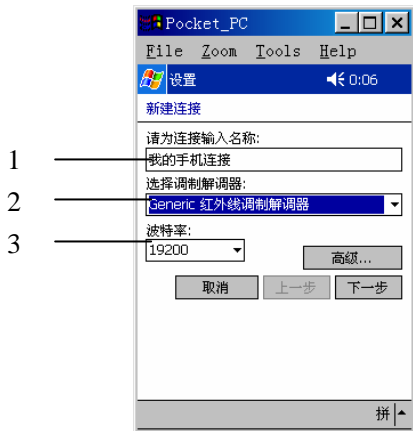 Pocket_PC
File Zoom Tools Help
设置 0:06
新建连接
请为连接输入名称:
1 我的手机连接
选择调制解调器:
2 Generic 红外线调制解调器
波特率:
3 19200
高级...
取消 上一步 下一步
拼